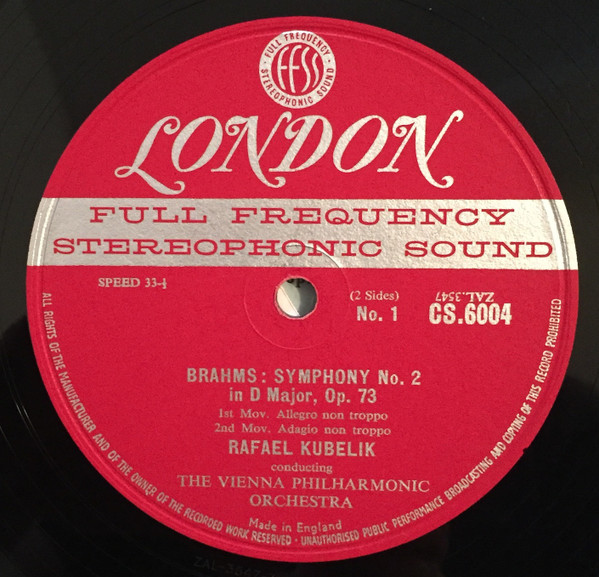 FULL FREQUENCY
FFSS
STEREOPHONIC SOUND
LONDON
FULL FREQUENCY
STEREOPHONIC SOUND
SPEED 33-⅓
(2 Sides)
No. 1
ZAL.3547
CS.6004
BRAHMS : SYMPHONY No. 2
in D Major, Op. 73
1st Mov. Allegro non troppo
2nd Mov. Adagio non troppo
RAFAEL KUBELIK
conducting
THE VIENNA PHILHARMONIC
ORCHESTRA
Made in England
ALL RIGHTS OF THE MANUFACTURER AND OF THE OWNER OF THE RECORDED WORK RESERVED · UNAUTHORISED PUBLIC PERFORMANCE BROADCASTING AND COPYING OF THIS RECORD PROHIBITED